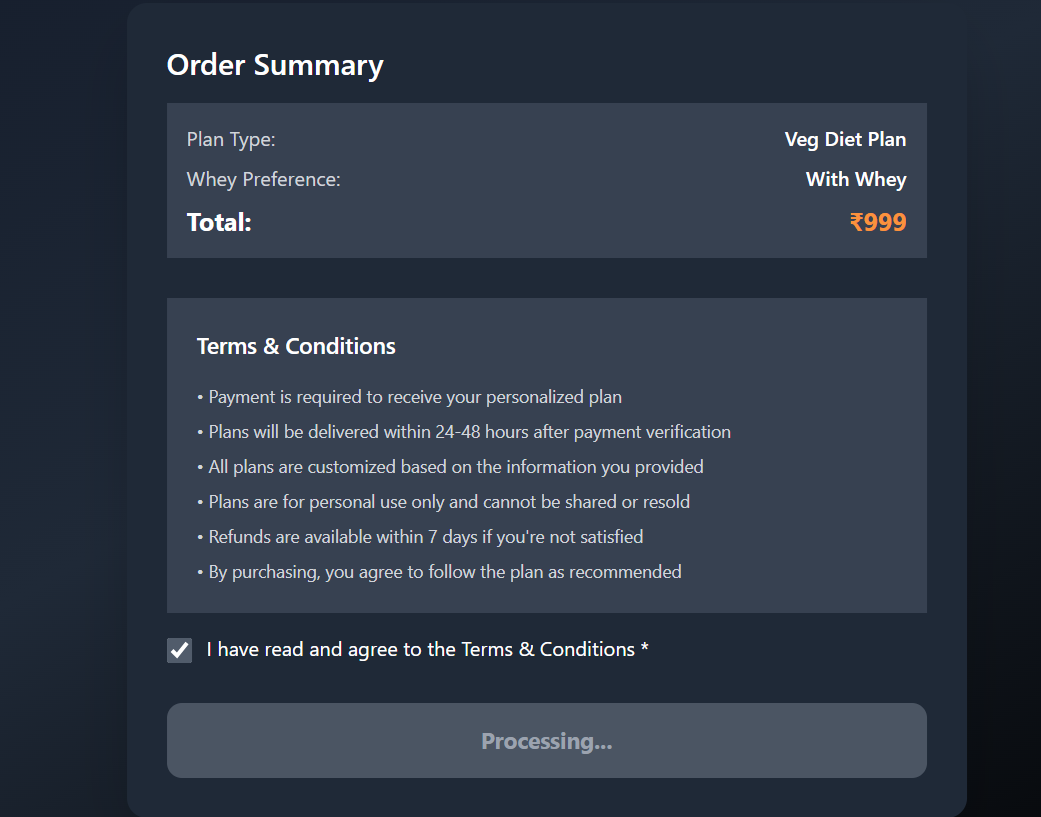 Order Summary
Plan Type: Veg Diet Plan
Whey Preference: With Whey
Total: ₹999
Terms & Conditions
• Payment is required to receive your personalized plan
• Plans will be delivered within 24-48 hours after payment verification
• All plans are customized based on the information you provided
• Plans are for personal use only and cannot be shared or resold
• Refunds are available within 7 days if you're not satisfied
• By purchasing, you agree to follow the plan as recommended
I have read and agree to the Terms & Conditions *
Processing...